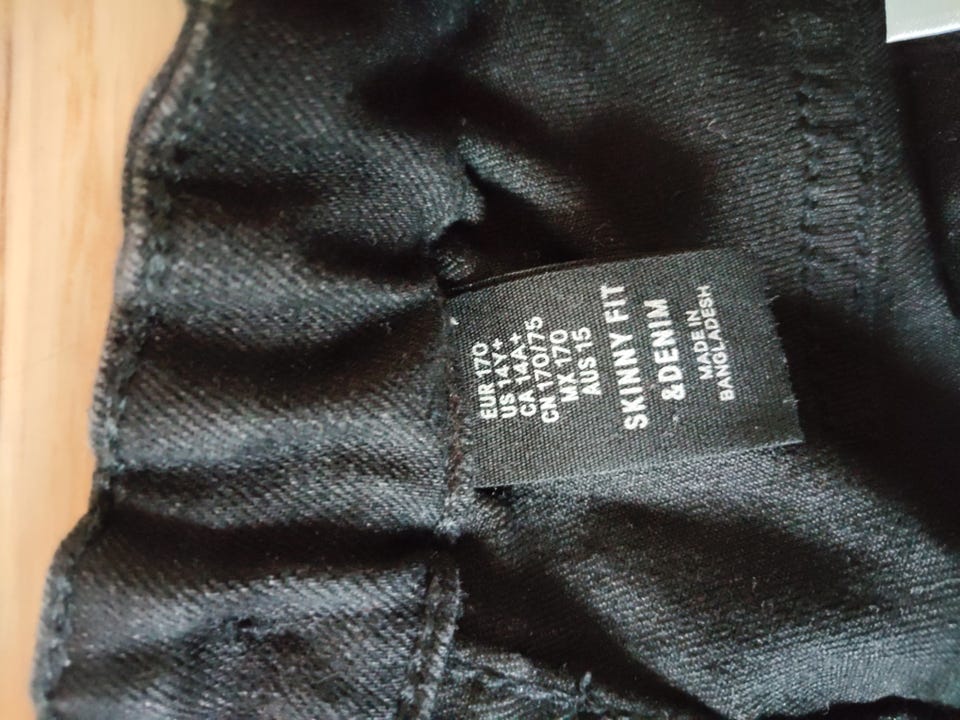 EUR 170
US 14Y+
CA 14A+
CN 170/75
MX 170
AUS 15
SKINNY FIT
&DENIM
MADE IN
BANGLADESH